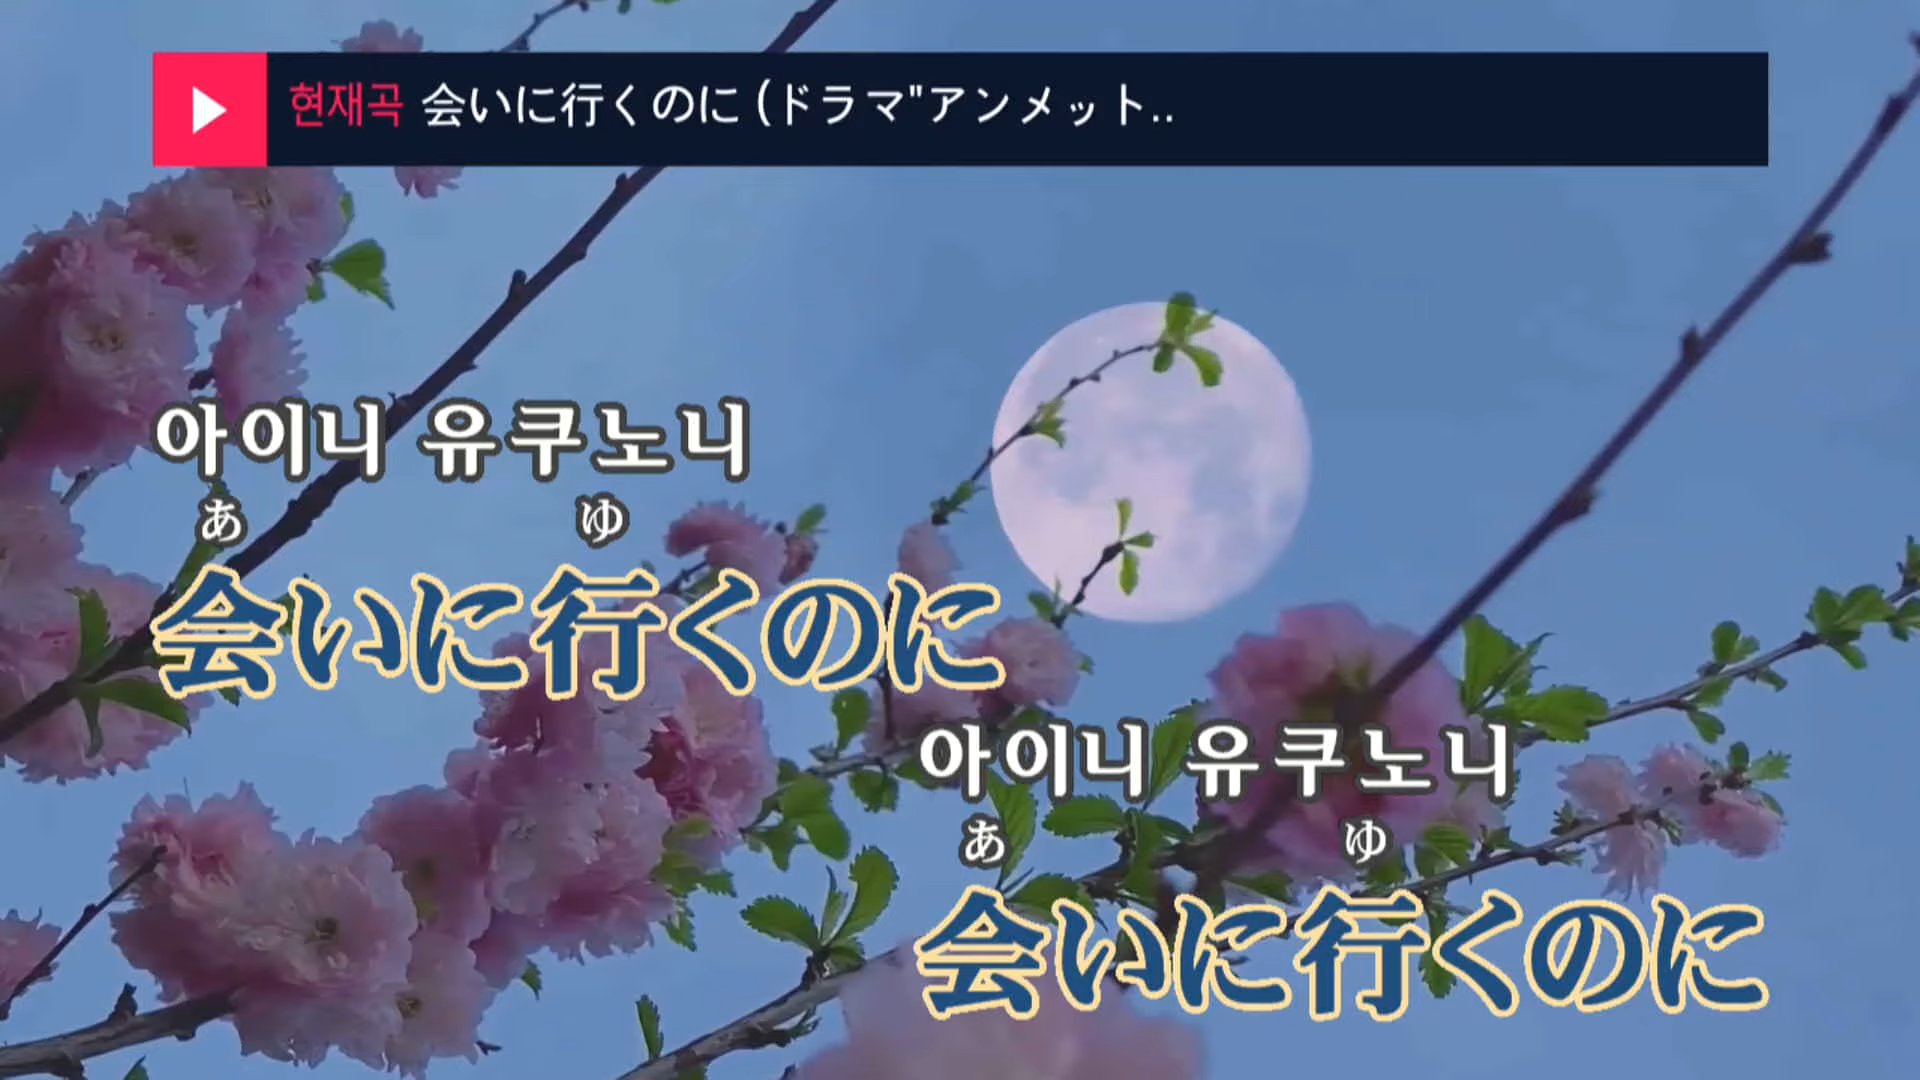 현재곡 会いに行くのに (ドラマ"アンメット..
아이니 유쿠노니
あ ゆ
会いに行くのに
아이니 유쿠노니
あ ゆ
会いに行くのに